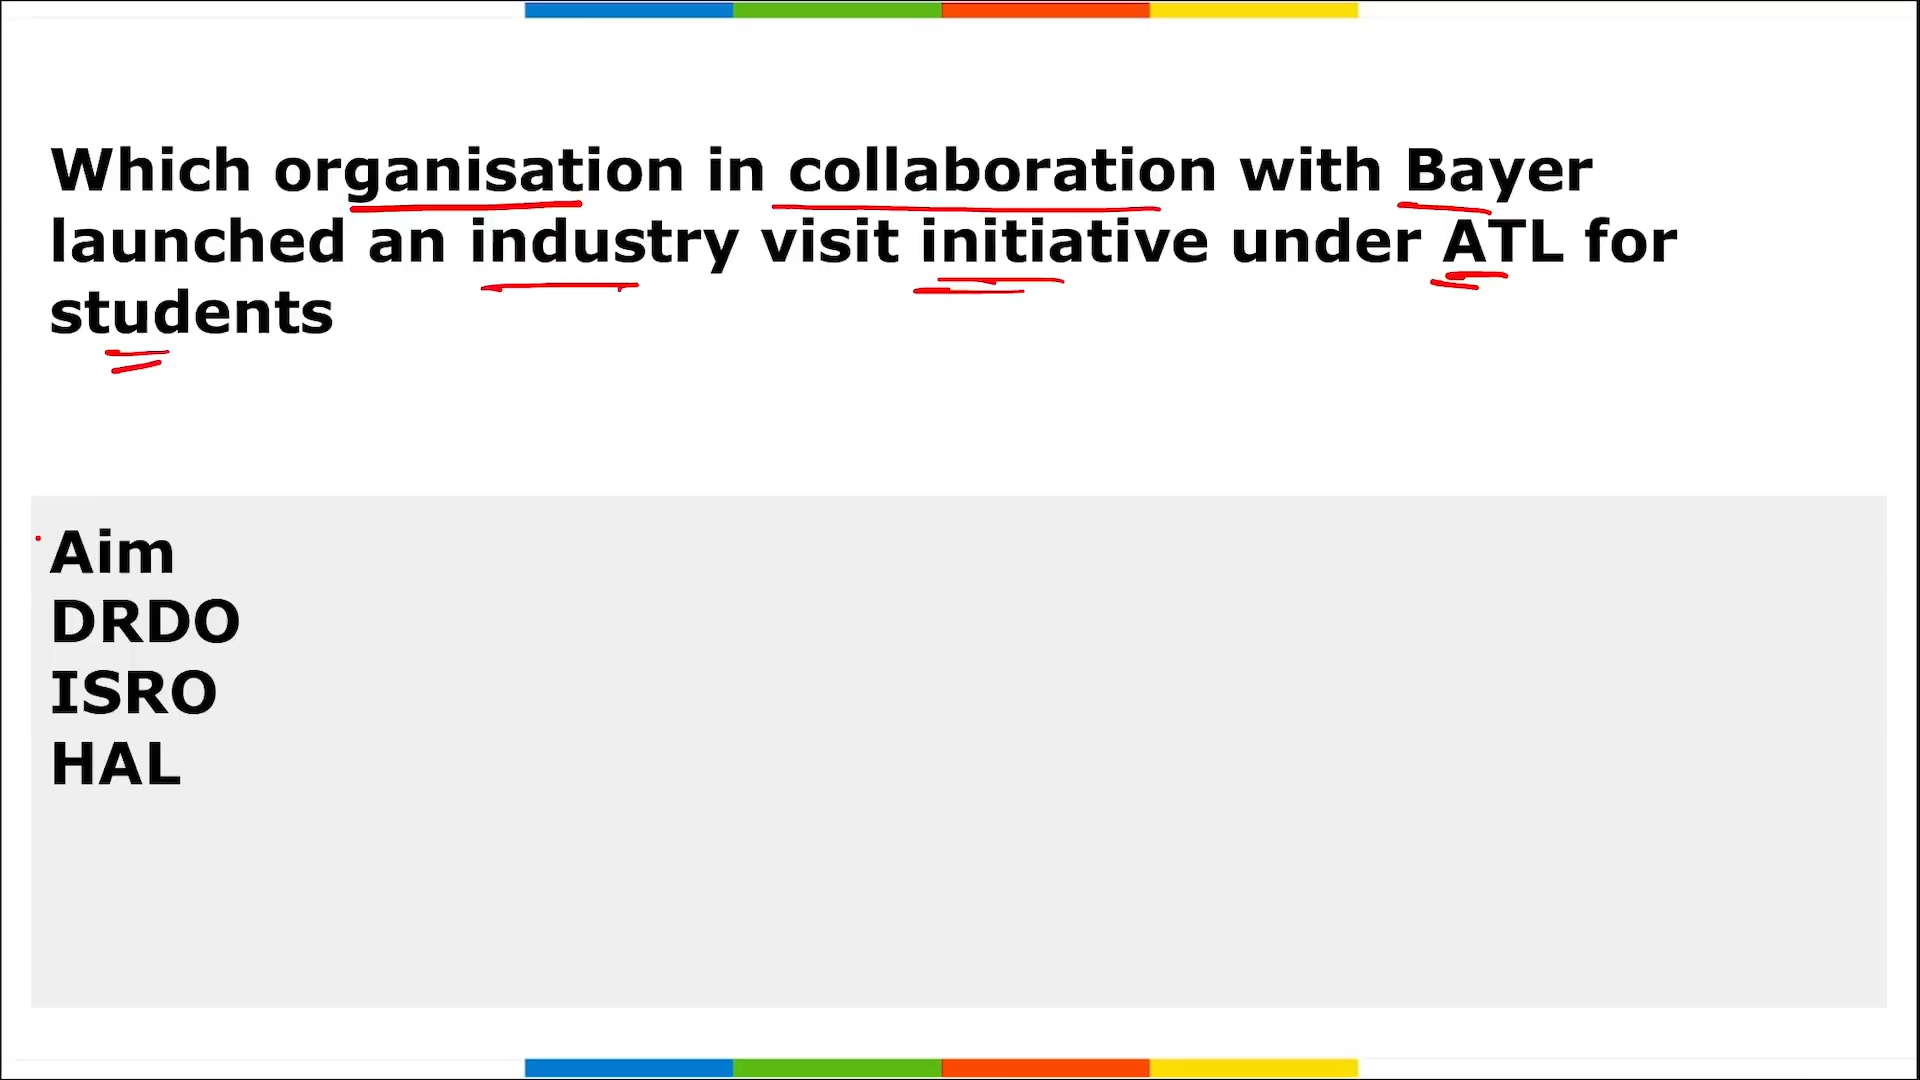 Which organisation in collaboration with Bayer
launched an industry visit initiative under ATL for
students
Aim
DRDO
ISRO
HAL